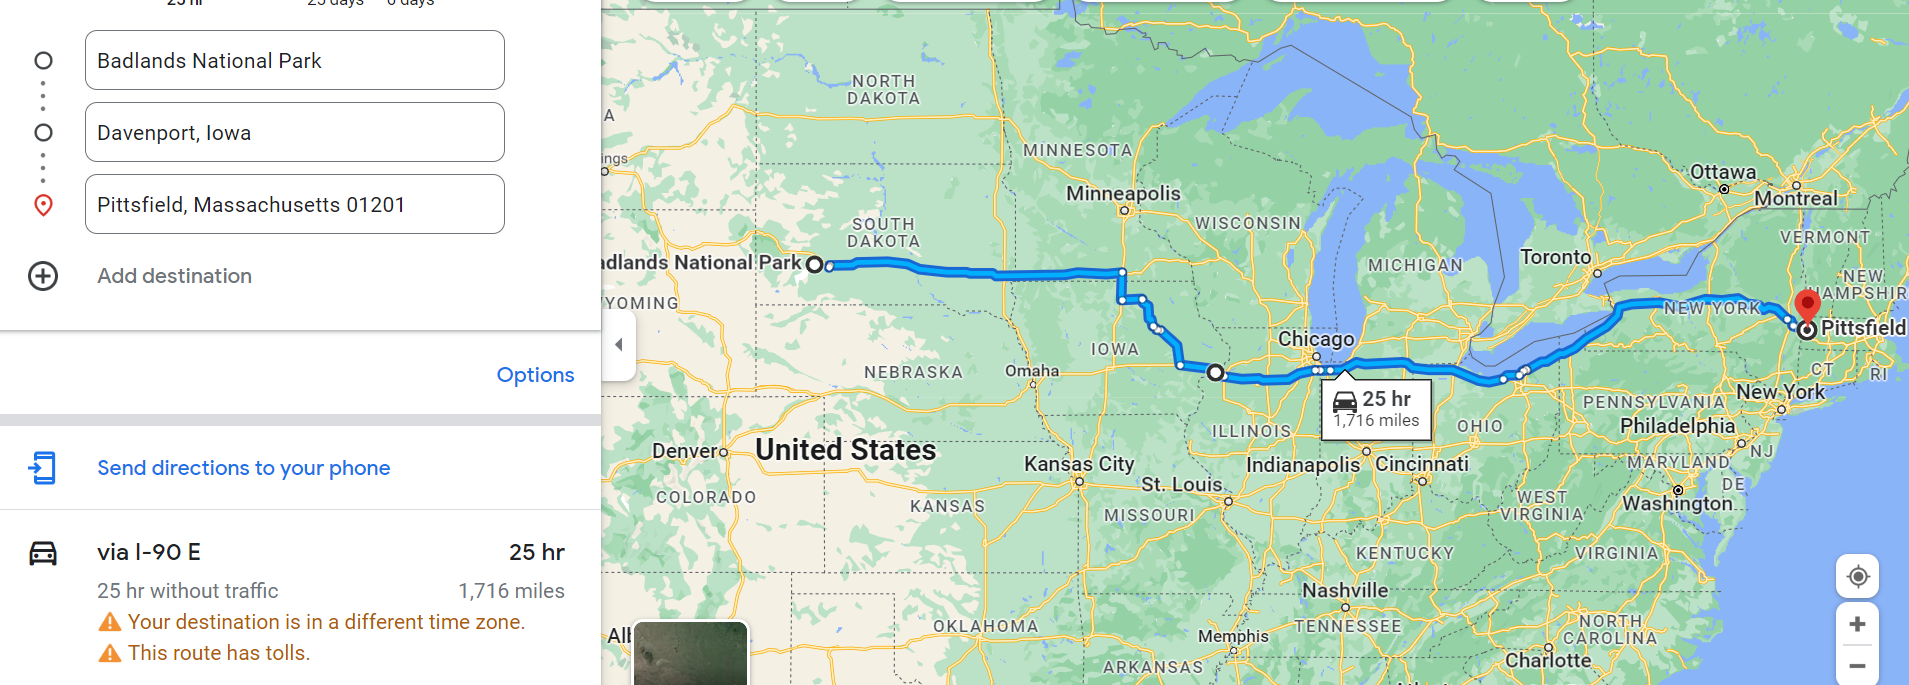 25 hr
25 days
6 days
Badlands National Park
Davenport, Iowa
Pittsfield, Massachusetts 01201
Add destination
Options
Send directions to your phone
via I-90 E
25 hr
25 hr without traffic
1,716 miles
Your destination is in a different time zone.
This route has tolls.
NORTH
DAKOTA
A
ings
MINNESOTA
Minneapolis
WISCONSIN
SOUTH
DAKOTA
adlands National Park
YOMING
MICHIGAN
Ottawa
Montreal
VERMONT
Toronto
NEW
HAMPSHIR
NEW YORK
Pittsfield
Chicago
IOWA
NEBRASKA
Omaha
CT
RI
25 hr
1,716 miles
PENNSYLVANIA
New York
ILLINOIS
OHIO
Philadelphia
Denver
United States
Kansas City
Indianapolis
Cincinnati
MARYLAND
NJ
St. Louis
DE
COLORADO
KANSAS
MISSOURI
WEST
VIRGINIA
Washington
KENTUCKY
VIRGINIA
Nashville
OKLAHOMA
Memphis
TENNESSEE
NORTH
CAROLINA
Charlotte
ARKANSAS
Alb